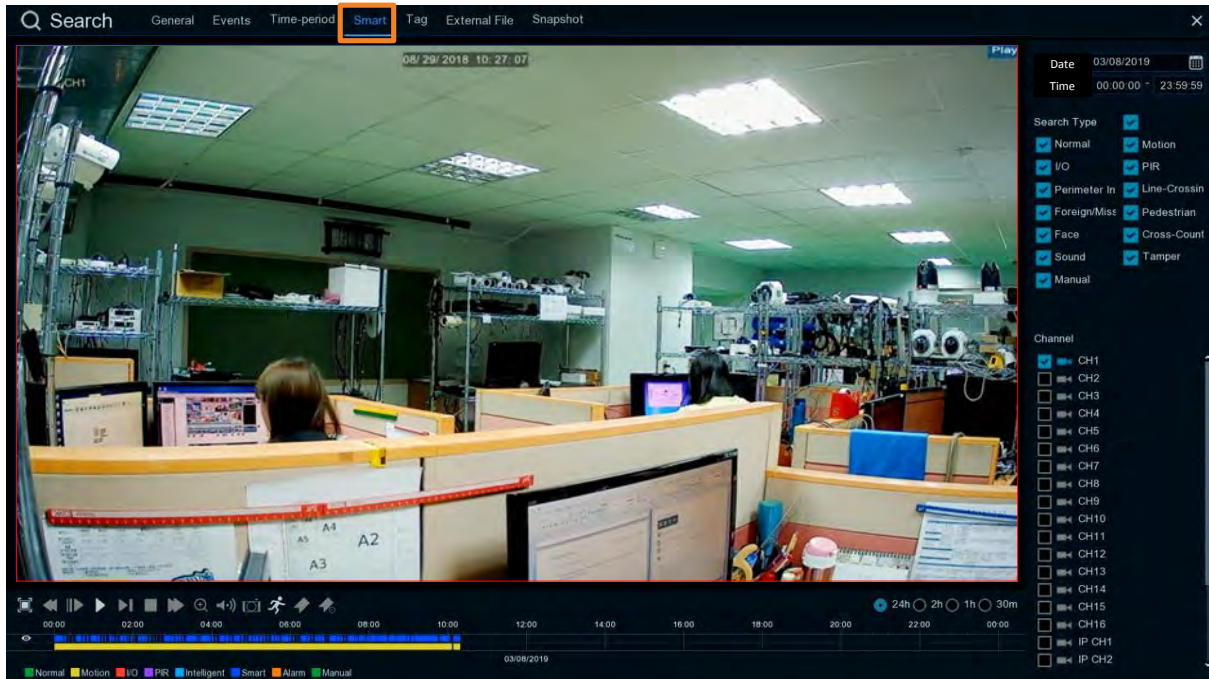 Search General Events Time-period Smart Tag External File Snapshot
08/29/2018 10:27:07
Play
CH1
Date 03/08/2019
Time 00:00:00 - 23:59:59
Search Type
Normal Motion
I/O PIR
Perimeter In Line-Crossin
Foreign/Miss Pedestrian
Face Cross-Count
Sound Tamper
Manual
Channel
CH1
CH2
CH3
CH4
CH5
CH6
CH7
CH8
CH9
CH10
CH11
CH12
CH13
CH14
CH15
CH16
IP CH1
IP CH2
A4
A5 A2
A3
24h 2h 1h 30m
00:00 02:00 04:00 06:00 08:00 10:00 12:00 14:00 16:00 18:00 20:00 22:00 00:00
03/08/2019
Normal Motion I/O PIR Intelligent Smart Alarm Manual